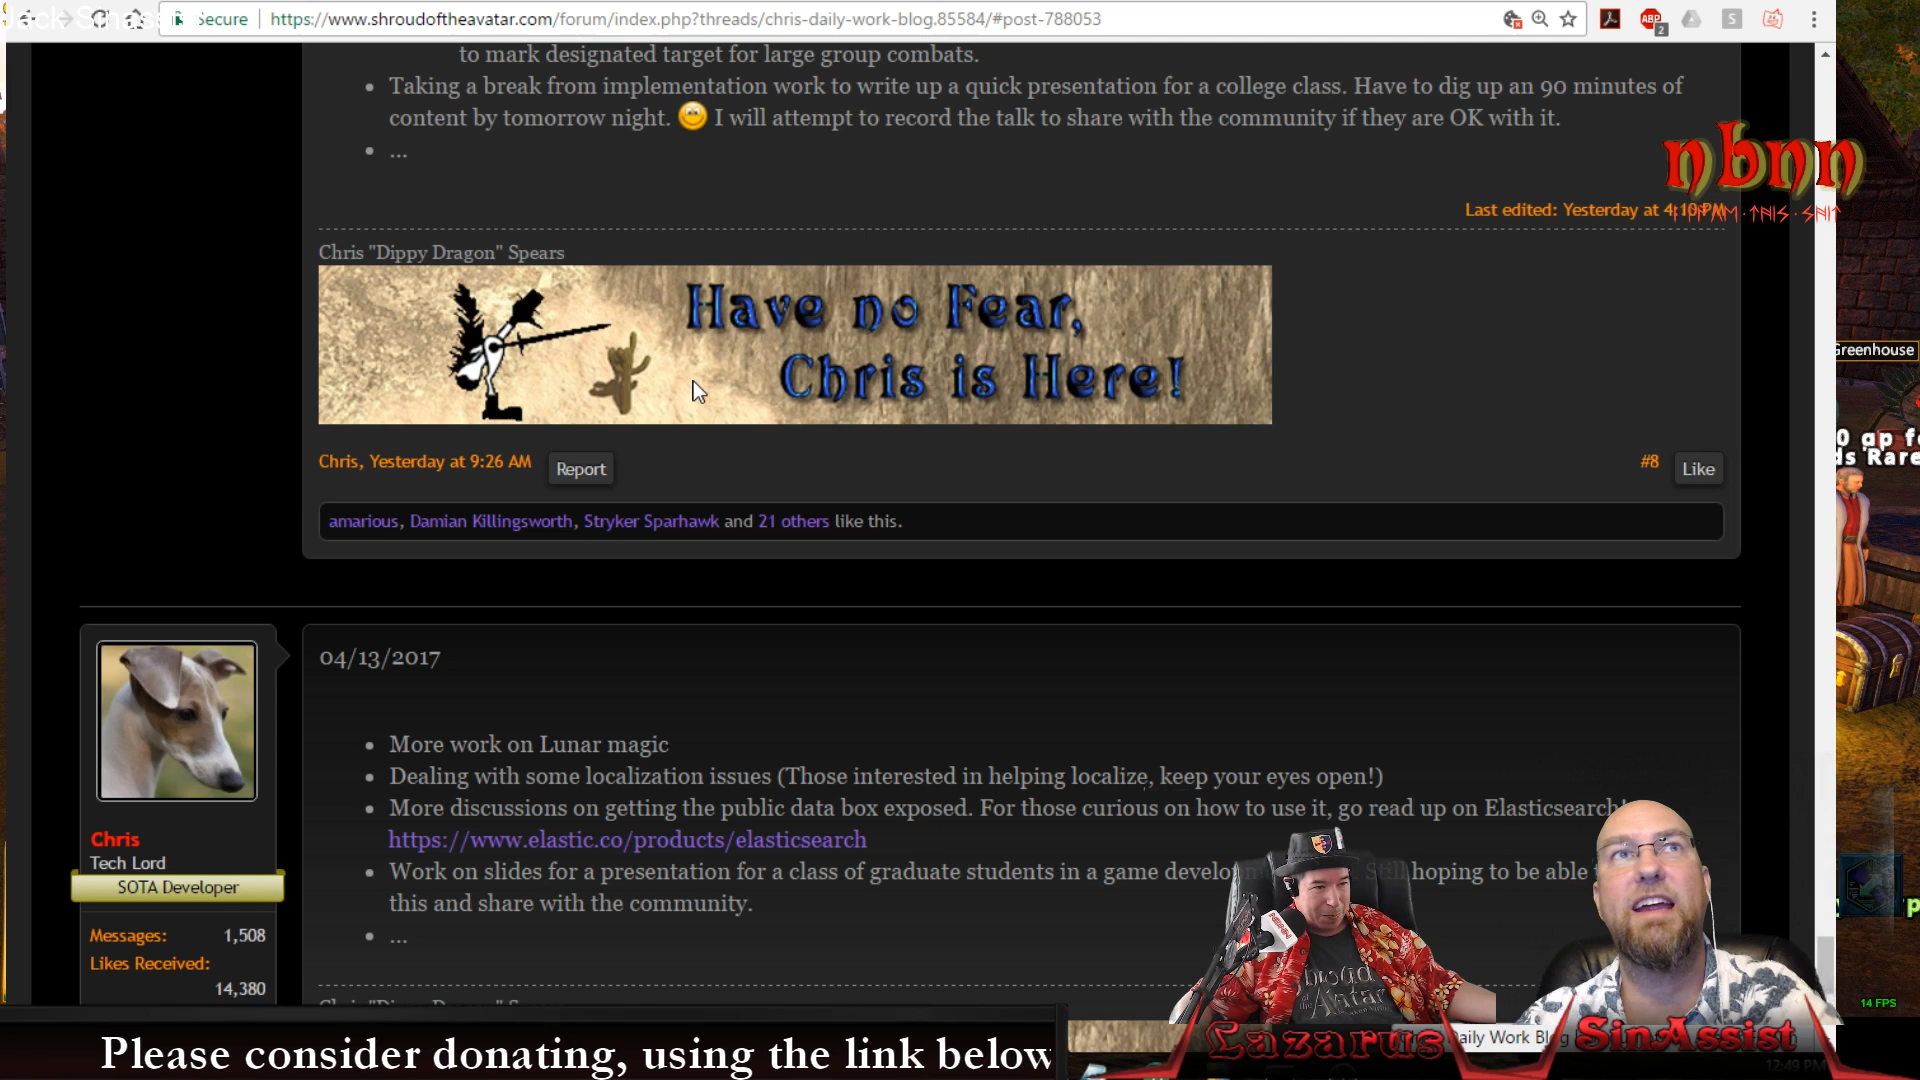 Secure https://www.shroudoftheavatar.com/forum/index.php?threads/chris-daily-work-blog.85584/#post-788053
ABP
2
S
to mark designated target for large group combats.
Taking a break from implementation work to write up a quick presentation for a college class. Have to dig up an 90 minutes of
content by tomorrow night. I will attempt to record the talk to share with the community if they are OK with it.
...
nbnn
Last edited: Yesterday at 4:10 PM
Chris "Dippy Dragon" Spears
Have no Fear,
Chris is Here!
Greenhouse
Chris, Yesterday at 9:26 AM Report #8 Like
amarious, Damian Killingsworth, Stryker Sparhawk and 21 others like this.
04/13/2017
More work on Lunar magic
Dealing with some localization issues (Those interested in helping localize, keep your eyes open!)
More discussions on getting the public data box exposed. For those curious on how to use it, go read up on Elasticsearch!
https://www.elastic.co/products/elasticsearch
Work on slides for a presentation for a class of graduate students in a game hoping to be able
this and share with the community.
...
Chris
Tech Lord
SOTA Developer
Messages: 1,508
Likes Received:
14,380
14 FPS
Please consider donating, using the link below
Lazarus
Daily Work Blog
SinAssist
12:49 PM